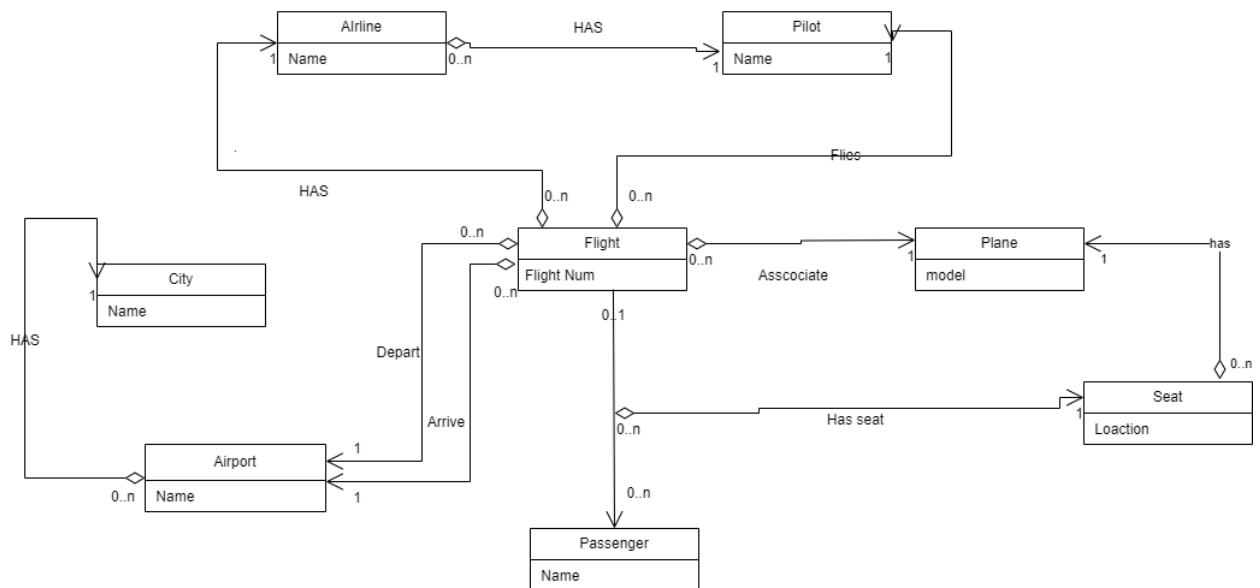 AIrline
Name
HAS
Pilot
Name
1
0..n
1
1
Flies
HAS
0..n
0..n
0..n
Flight
Flight Num
0..n
0..n
Asscociate
1
Plane
model
1
has
City
Name
1
HAS
0..1
Depart
Arrive
0..n
Seat
Loaction
0..n
Has seat
1
1
Airport
Name
0..n
1
0..n
Passenger
Name